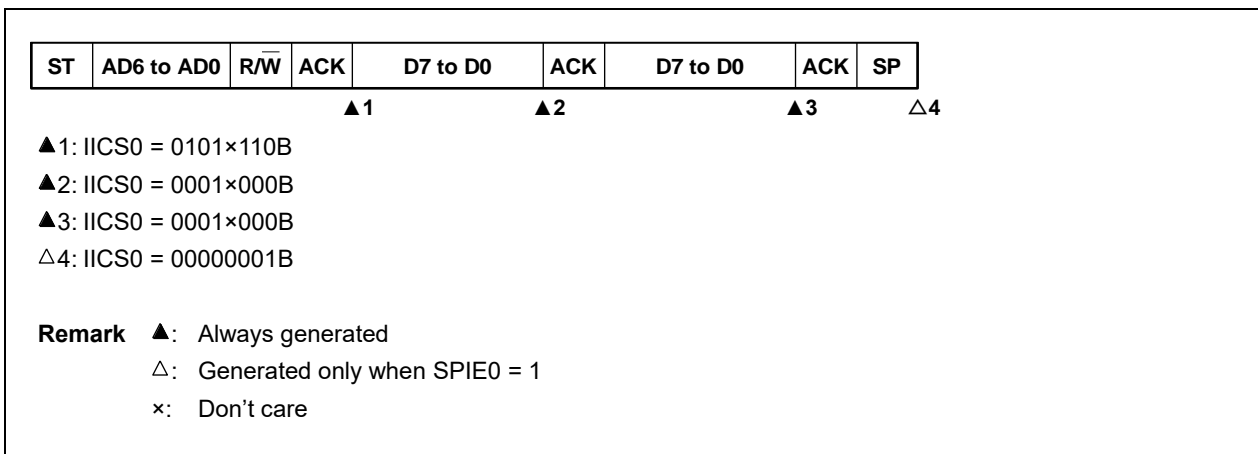 ST AD6 to AD0 R/W̅ ACK D7 to D0 ACK D7 to D0 ACK SP
▲1 ▲2 ▲3 △4
▲1: IICS0 = 0101×110B
▲2: IICS0 = 0001×000B
▲3: IICS0 = 0001×000B
△4: IICS0 = 00000001B
Remark ▲: Always generated
△: Generated only when SPIE0 = 1
×: Don't care